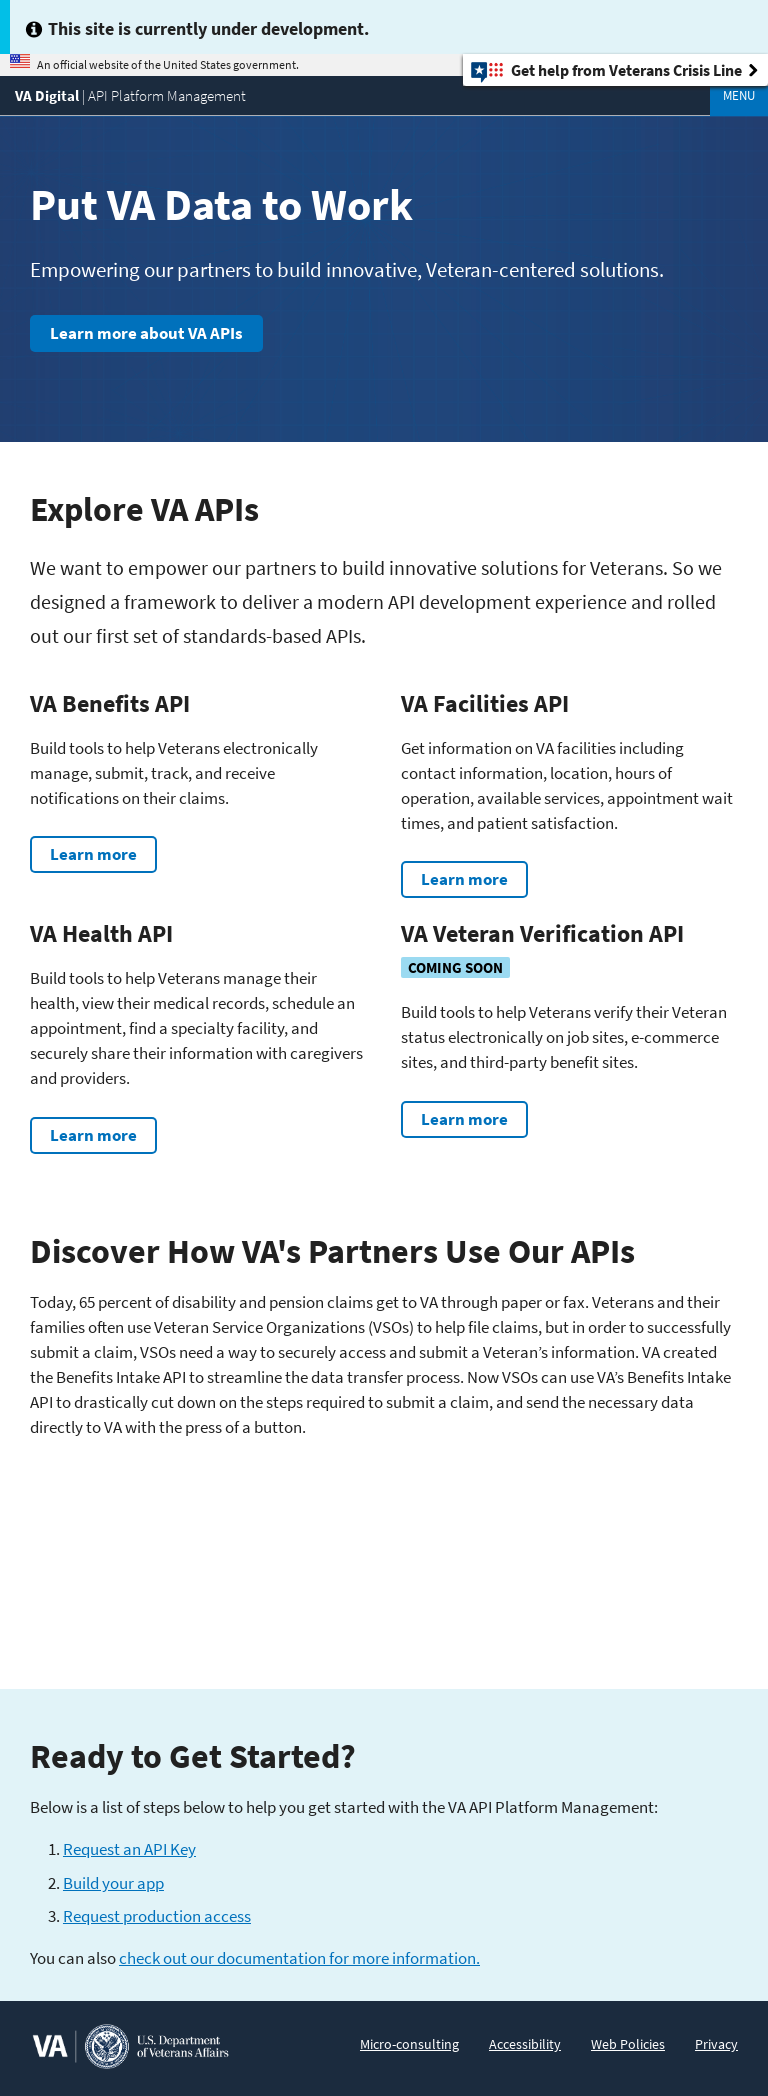 This site is currently under development.
An official website of the United States government.
Get help from Veterans Crisis Line
VA Digital | API Platform Management
MENU
Put VA Data to Work
Empowering our partners to build innovative, Veteran-centered solutions.
Learn more about VA APIs
Explore VA APIs
We want to empower our partners to build innovative solutions for Veterans. So we
designed a framework to deliver a modern API development experience and rolled
out our first set of standards-based APIs.
VA Benefits API
Build tools to help Veterans electronically
manage, submit, track, and receive
notifications on their claims.
Learn more
VA Facilities API
Get information on VA facilities including
contact information, location, hours of
operation, available services, appointment wait
times, and patient satisfaction.
Learn more
VA Health API
Build tools to help Veterans manage their
health, view their medical records, schedule an
appointment, find a specialty facility, and
securely share their information with caregivers
and providers.
Learn more
VA Veteran Verification API
COMING SOON
Build tools to help Veterans verify their Veteran
status electronically on job sites, e-commerce
sites, and third-party benefit sites.
Learn more
Discover How VA's Partners Use Our APIs
Today, 65 percent of disability and pension claims get to VA through paper or fax. Veterans and their
families often use Veteran Service Organizations (VSOs) to help file claims, but in order to successfully
submit a claim, VSOs need a way to securely access and submit a Veteran’s information. VA created
the Benefits Intake API to streamline the data transfer process. Now VSOs can use VA’s Benefits Intake
API to drastically cut down on the steps required to submit a claim, and send the necessary data
directly to VA with the press of a button.
Ready to Get Started?
Below is a list of steps below to help you get started with the VA API Platform Management:
1. Request an API Key
2. Build your app
3. Request production access
You can also check out our documentation for more information.
VA
U.S. Department
of Veterans Affairs
Micro-consulting
Accessibility
Web Policies
Privacy